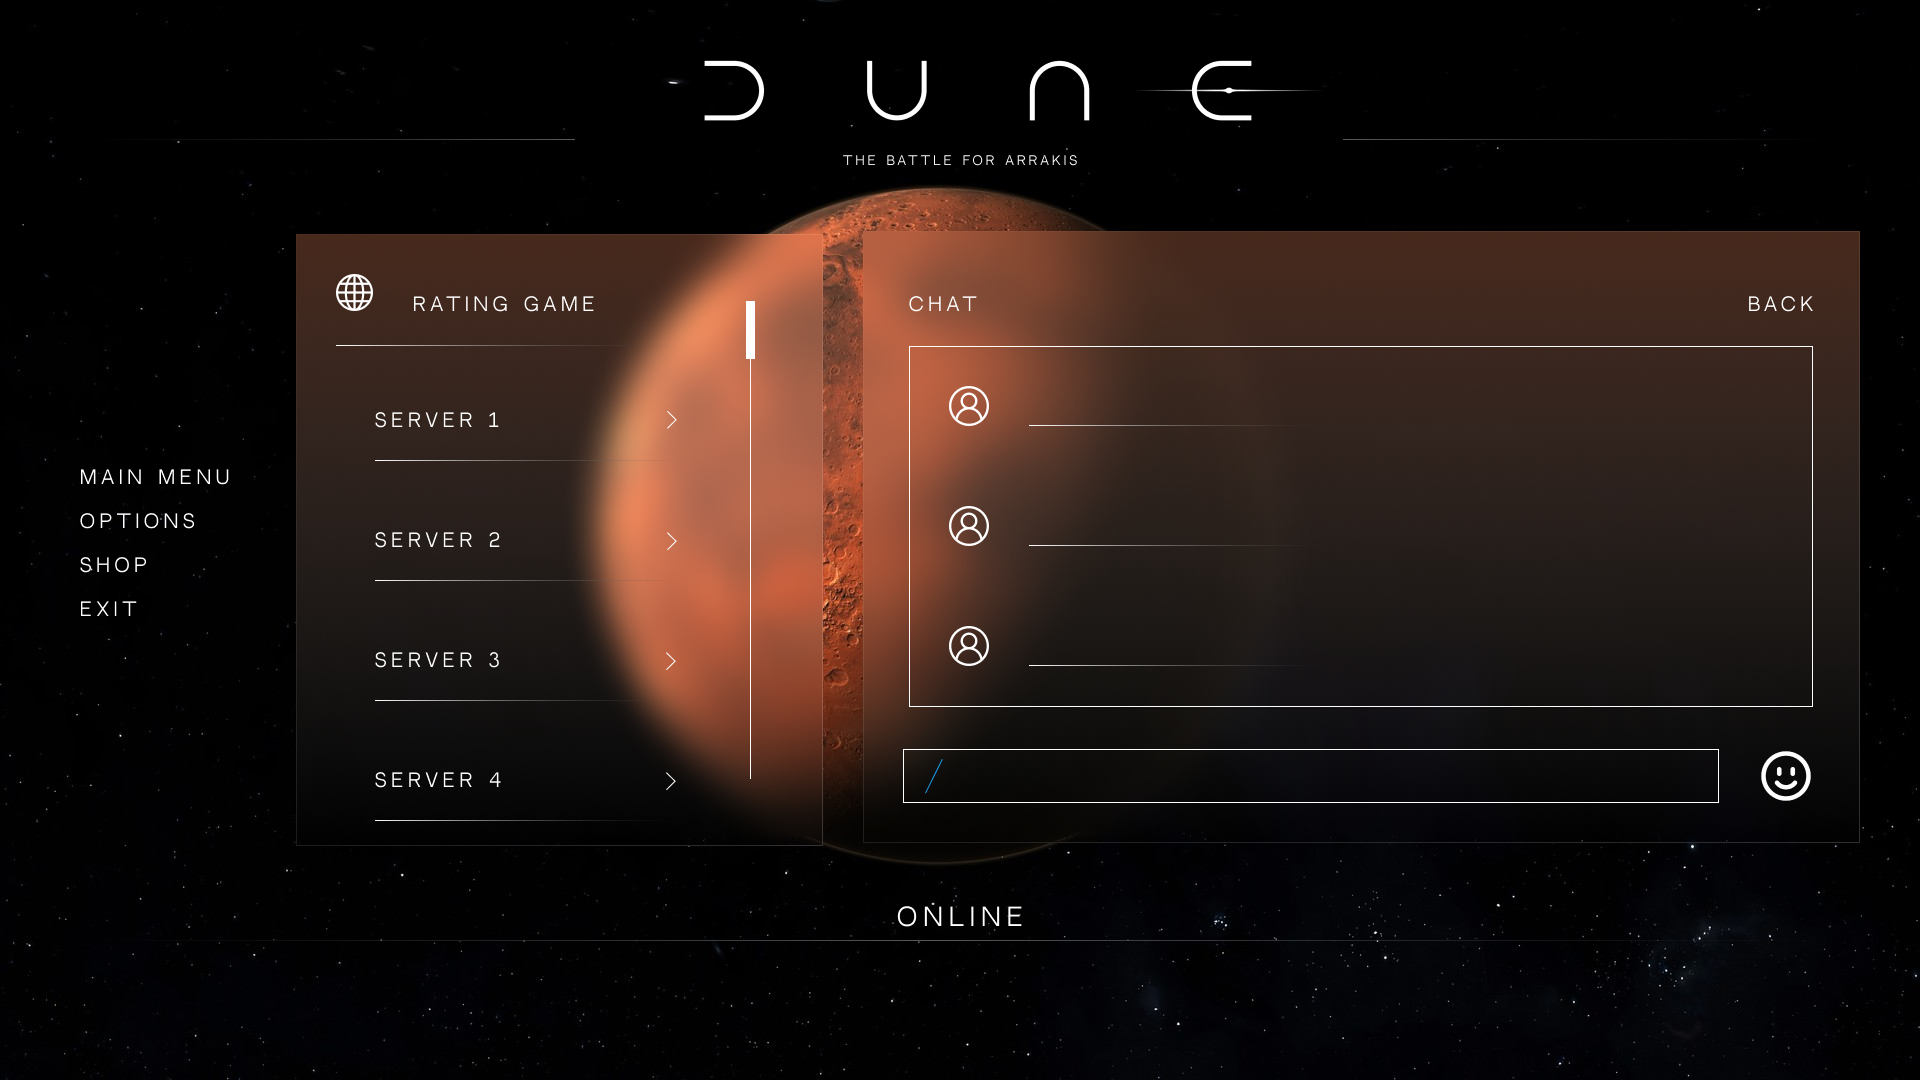 DUNE
THE BATTLE FOR ARRAKIS
RATING GAME
SERVER 1
SERVER 2
SERVER 3
SERVER 4
MAIN MENU
OPTIONS
SHOP
EXIT
CHAT
BACK
/
ONLINE